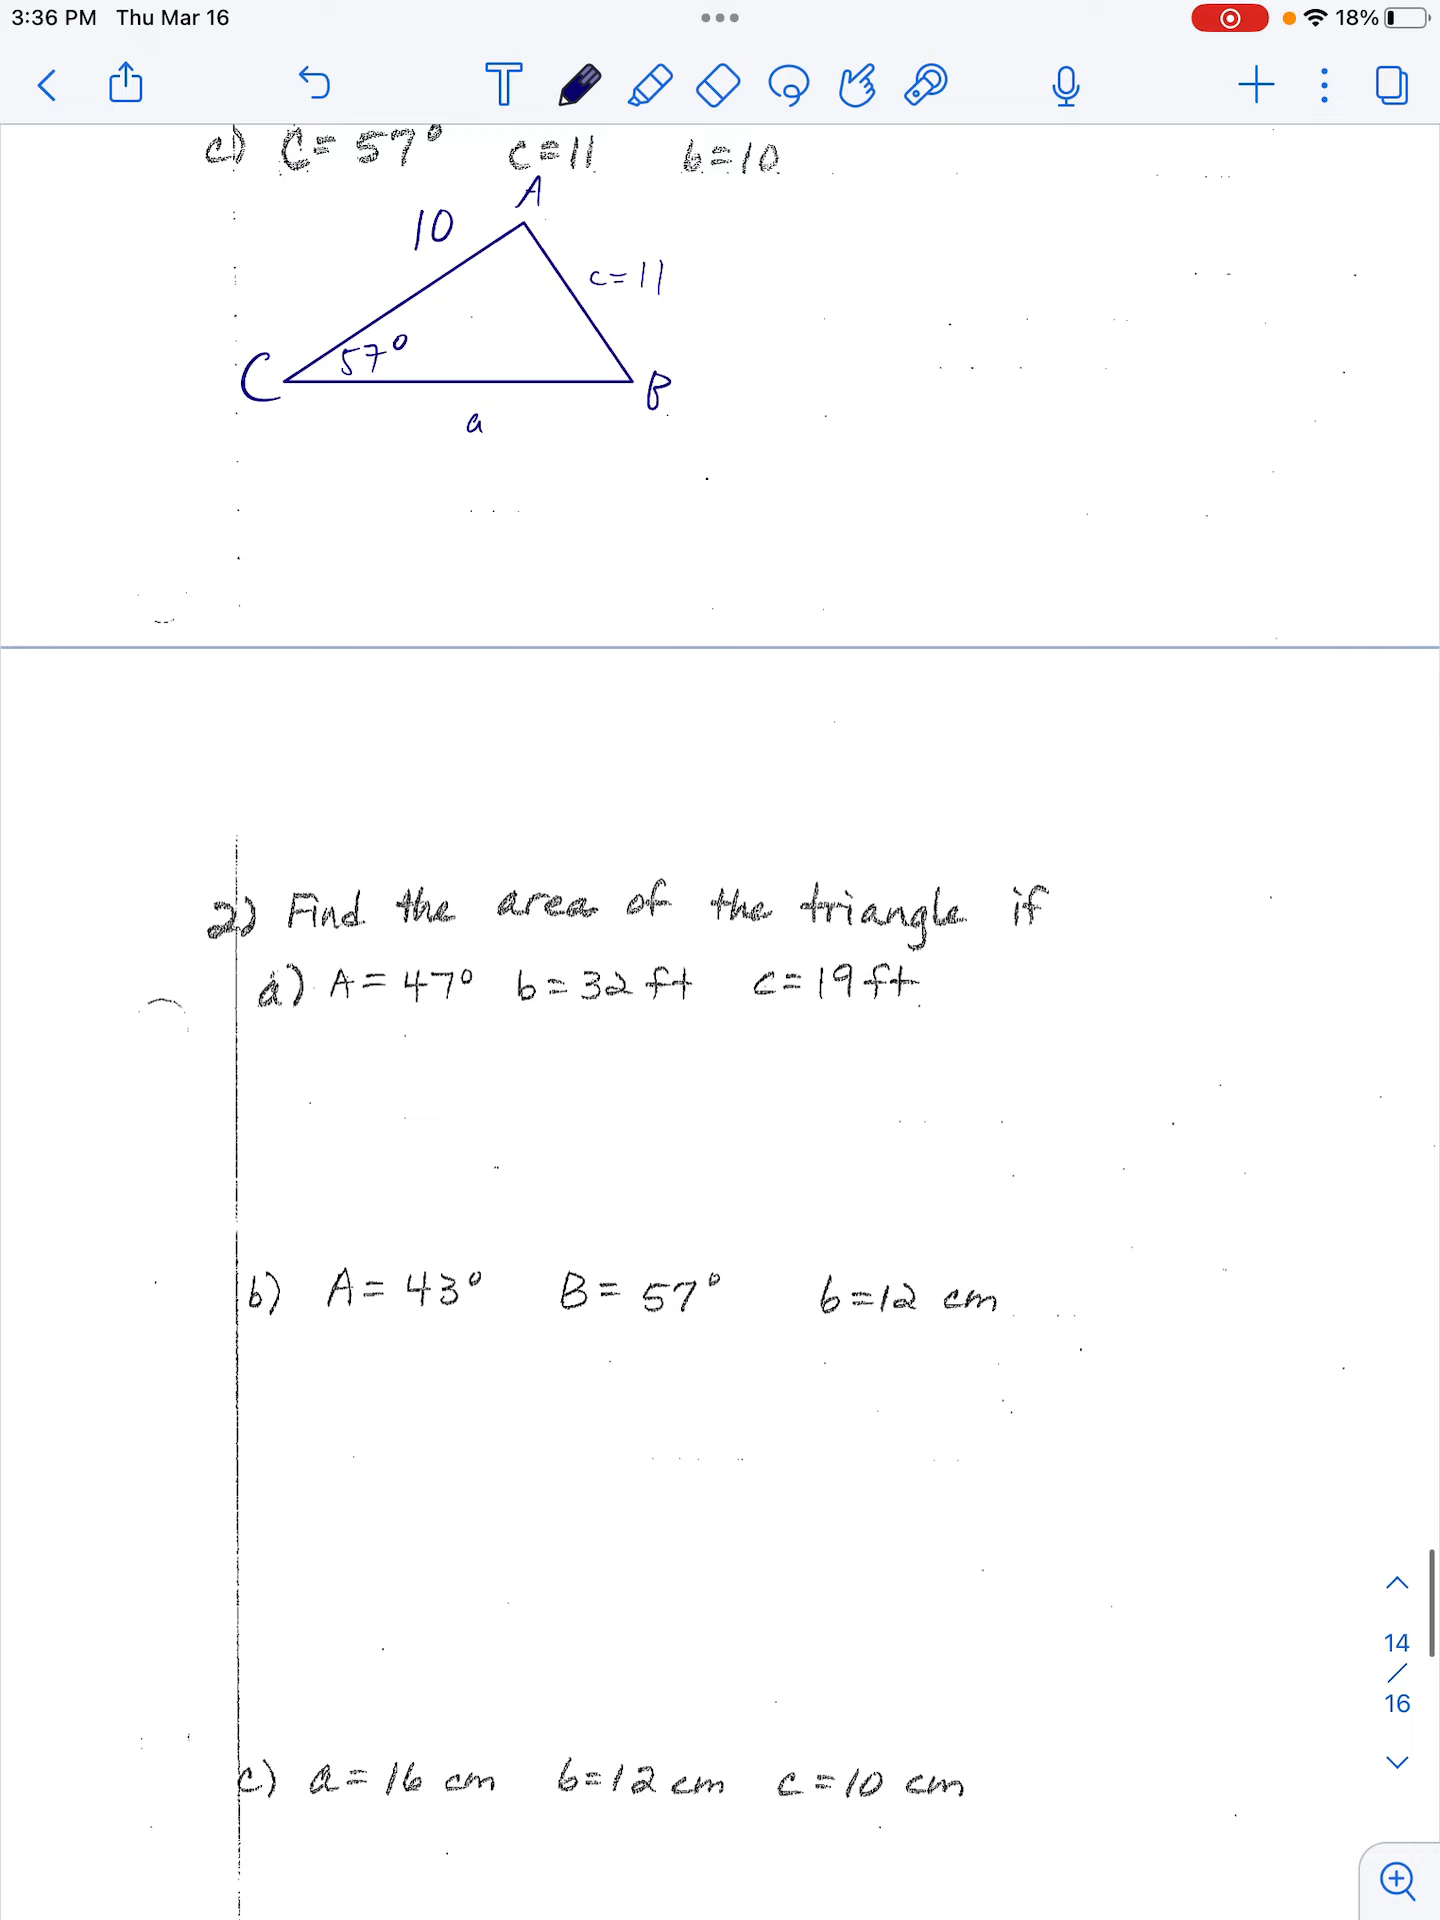 3:36 PM Thu Mar 16 18%
c) C = 57° c = 11 b = 10
A
10
c = 11
57°
C
B
a
2) Find the area of the triangle if
a) A = 47° b = 32 ft c = 19 ft
b) A = 43° B = 57° b = 12 cm
14
/
16
c) a = 16 cm b = 12 cm c = 10 cm